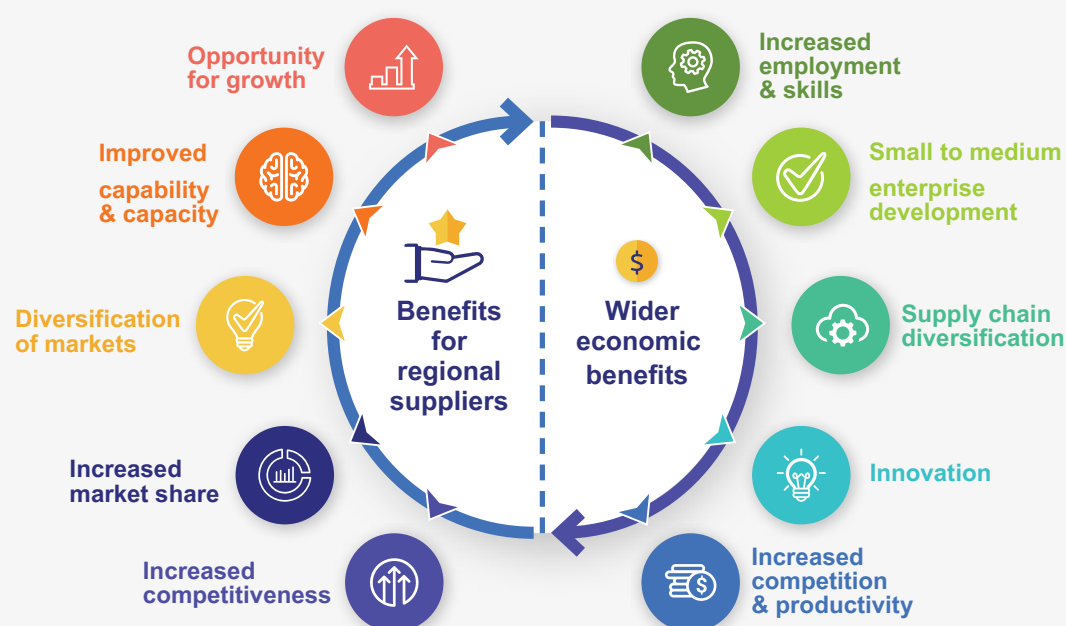 Opportunity
for growth
Improved
capability
& capacity
Diversification
of markets
Increased
market share
Increased
competitiveness
Benefits
for
regional
suppliers
$
Wider
economic
benefits
Increased
employment
& skills
Small to medium
enterprise
development
Supply chain
diversification
Innovation
$
Increased
competition
& productivity